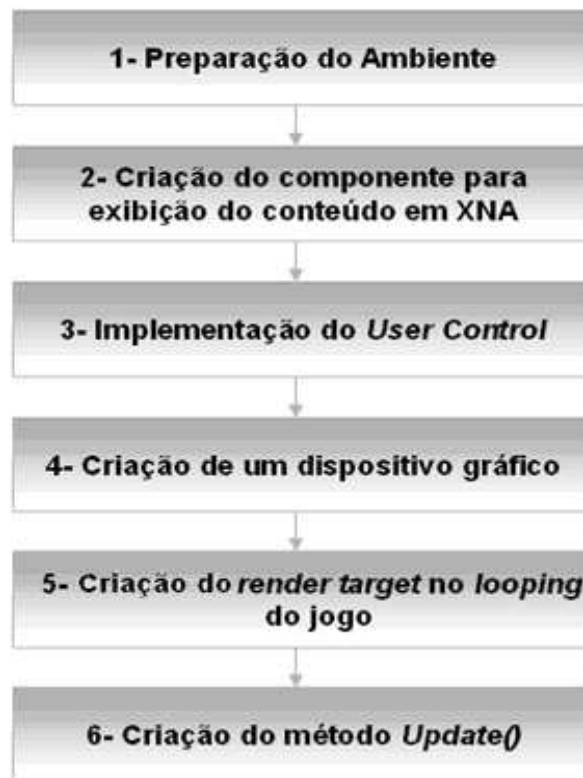 1- Preparação do Ambiente
2- Criação do componente para
exibição do conteúdo em XNA
3- Implementação do User Control
4- Criação de um dispositivo gráfico
5- Criação do render target no looping
do jogo
6- Criação do método Update()